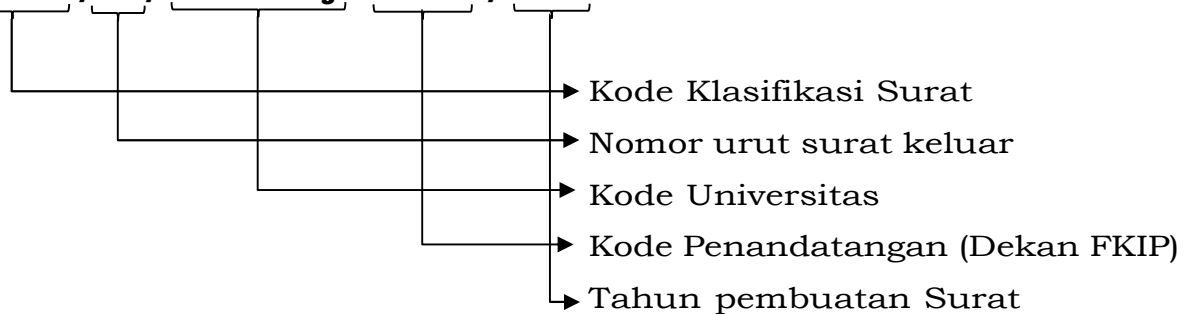 Kode Klasifikasi Surat
Nomor urut surat keluar
Kode Universitas
Kode Penandatangan (Dekan FKIP)
Tahun pembuatan Surat